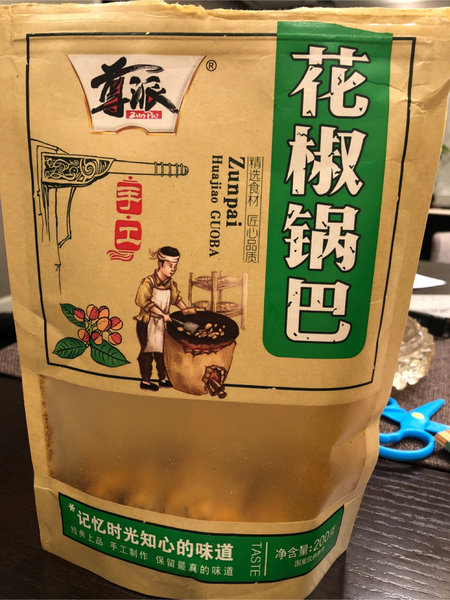 尊派
ZUNPAI
®
花椒锅巴
精选食材 匠心品质
Zunpai
Huajiao GUOBA
手工
*记忆时光知心的味道
经典上品 手工制作 保留最真的味道
TASTE
净含量:200克